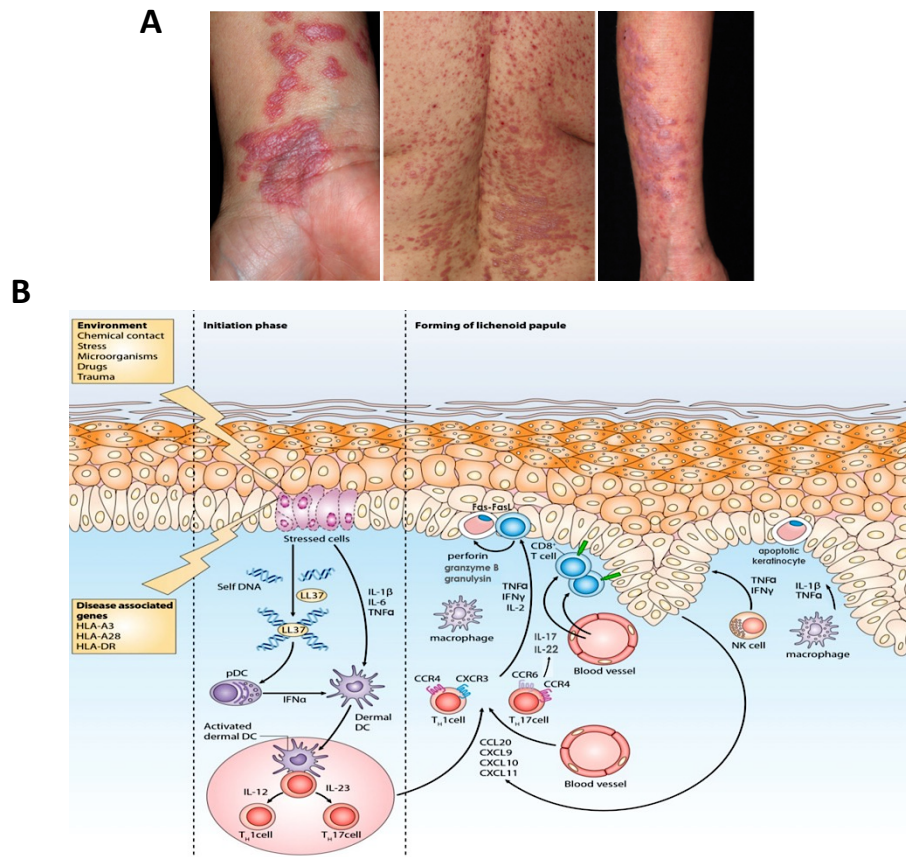 A
B
Environment
Chemical contact
Stress
Microorganisms
Drugs
Trauma
Initiation phase
Forming of lichenoid papule
Stressed cells
Self DNA
LL37
LL37
IL-1β
IL-6
TNFα
Disease associated
genes
HLA-A3
HLA-A28
HLA-DR
pDC
IFNα
Dermal
DC
Activated
dermal DC
IL-12
IL-23
TH1cell
TH17cell
Fas-FasL
perforin
granzyme B
granulysin
CD8+
T cell
TNFα
IFNγ
IL-2
macrophage
IL-17
IL-22
Blood vessel
CCR4
CXCR3
CCR6
CCR4
TH1cell
TH17cell
CCL20
CXCL9
CXCL10
CXCL11
Blood vessel
apoptotic
keratinocyte
TNFα
IFNγ
IL-1β
TNFα
NK cell
macrophage